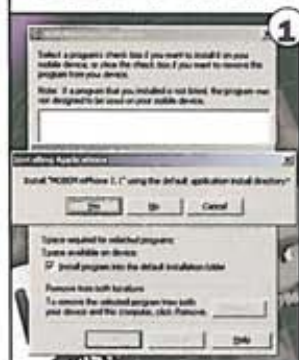 1
Select a program's check box if you want to install it on your
mobile device, or clear the check box if you want to remove the
program from your device.
Note: If a program that you installed is not listed, the program was
not designed to be used on your mobile device.
Installing Applications
Install "MOBEM mPhone 1.1" using the default application install directory?
Yes
No
Cancel
Space required for selected programs:
Space available on device:
Install program into the default installation folder
Remove from both locations
To remove the selected program from both
your device and this computer, click Remove.
Help